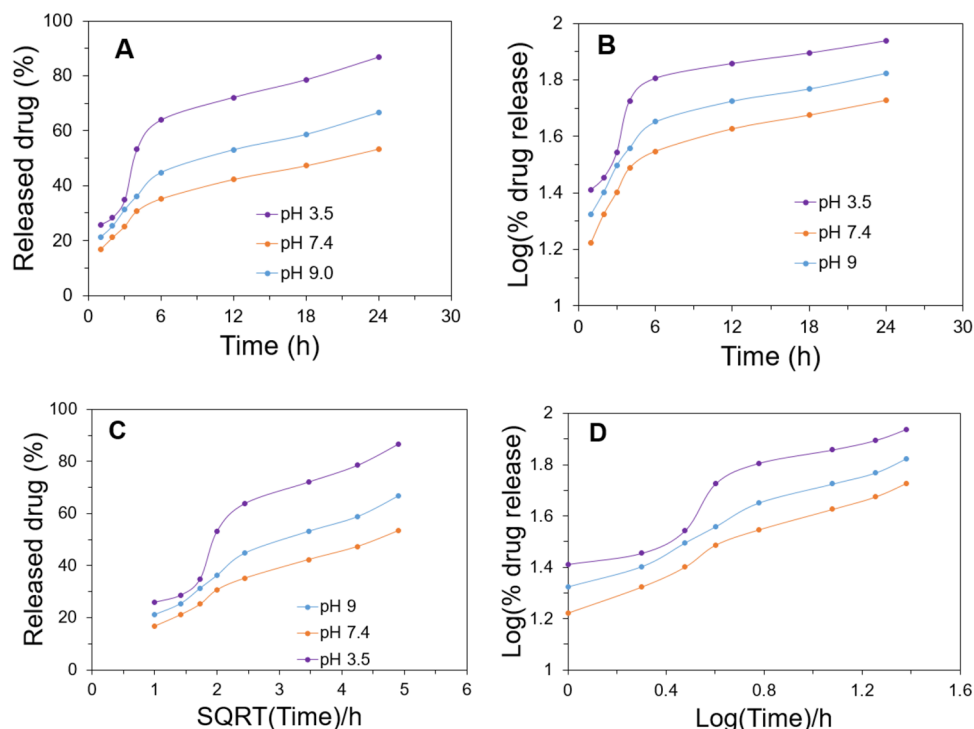 A
Released drug (%)
100
80
60
40
20
0
pH 3.5
pH 7.4
pH 9.0
0 6 12 18 24 30
Time (h)
B
Log(% drug release)
2
1.8
1.6
1.4
1.2
1
pH 3.5
pH 7.4
pH 9
0 6 12 18 24 30
Time (h)
C
Released drug (%)
100
80
60
40
20
0
pH 9
pH 7.4
pH 3.5
0 1 2 3 4 5 6
SQRT(Time)/h
D
Log(% drug release)
2
1.8
1.6
1.4
1.2
1
0 0.4 0.8 1.2 1.6
Log(Time)/h